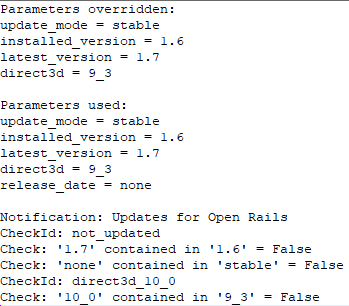 Parameters overridden:
update_mode = stable
installed_version = 1.6
latest_version = 1.7
direct3d = 9_3

Parameters used:
update_mode = stable
installed_version = 1.6
latest_version = 1.7
direct3d = 9_3
release_date = none

Notification: Updates for Open Rails
CheckId: not_updated
Check: '1.7' contained in '1.6' = False
Check: 'none' contained in 'stable' = False
CheckId: direct3d_10_0
Check: '10_0' contained in '9_3' = False